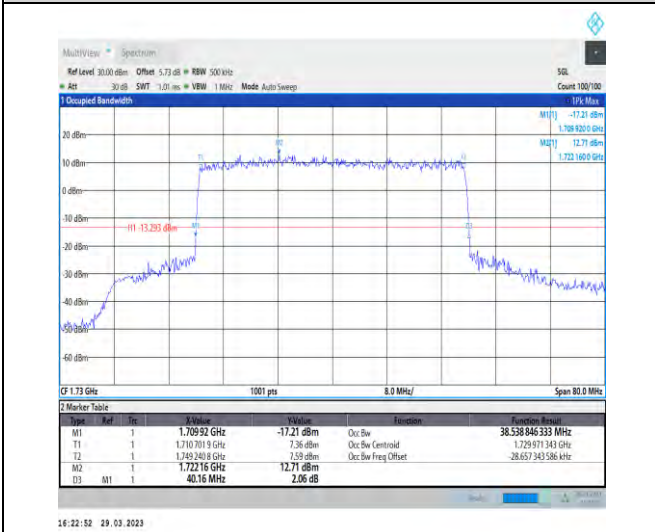 MultiView Spectrum
Ref Level 30.00 dBm Offset 5.73 dB RBW 500 kHz SGL
Att 30 dB SWT 1.01 ms VBW 1 MHz Mode Auto Sweep Count 100/100
1 Occupied Bandwidth 1Pk Max
M1[1] -17.21 dBm
1.709 920 0 GHz
M2[1] 12.71 dBm
1.722 160 0 GHz
20 dBm
M2
T1
10 dBm
0 dBm
-10 dBm
H1 -13.293 dBm
M1
D3
-20 dBm
-30 dBm
-40 dBm
-50 dBm
-60 dBm
CF 1.73 GHz 1001 pts 8.0 MHz/ Span 80.0 MHz
2 Marker Table
Type Ref Trc X-Value Y-Value Function Function Result
M1 1 1.709 92 GHz -17.21 dBm Occ Bw 38.538 846 333 MHz
T1 1 1.710 701 9 GHz 7.36 dBm Occ Bw Centroid 1.729 971 343 GHz
T2 1 1.749 240 8 GHz 7.59 dBm Occ Bw Freq Offset -28.657 343 586 kHz
M2 1 1.722 16 GHz 12.71 dBm
D3 M1 1 40.16 MHz 2.06 dB
16:22:52 29.03.2023